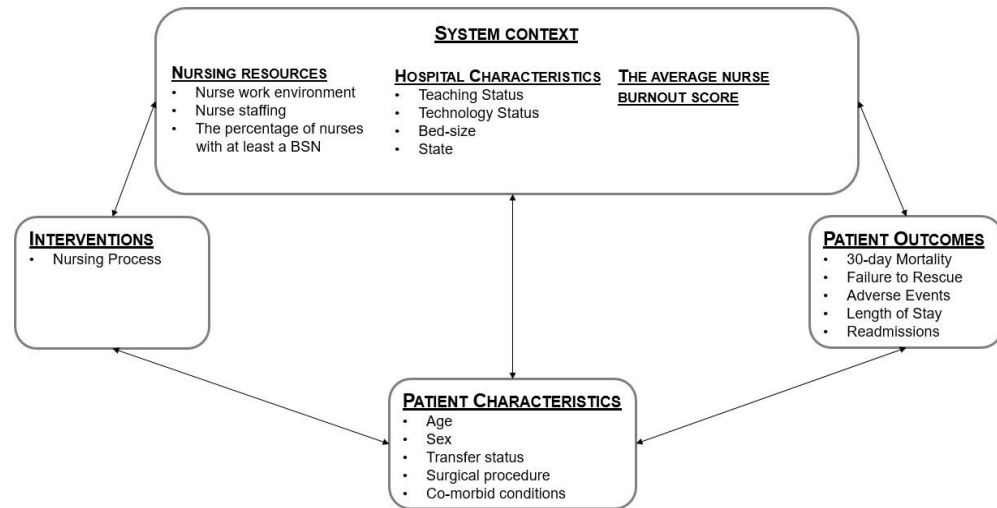 SYSTEM CONTEXT
NURSING RESOURCES
• Nurse work environment
• Nurse staffing
• The percentage of nurses
with at least a BSN
HOSPITAL CHARACTERISTICS
• Teaching Status
• Technology Status
• Bed-size
• State
THE AVERAGE NURSE
BURNOUT SCORE
INTERVENTIONS
• Nursing Process
PATIENT OUTCOMES
• 30-day Mortality
• Failure to Rescue
• Adverse Events
• Length of Stay
• Readmissions
PATIENT CHARACTERISTICS
• Age
• Sex
• Transfer status
• Surgical procedure
• Co-morbid conditions